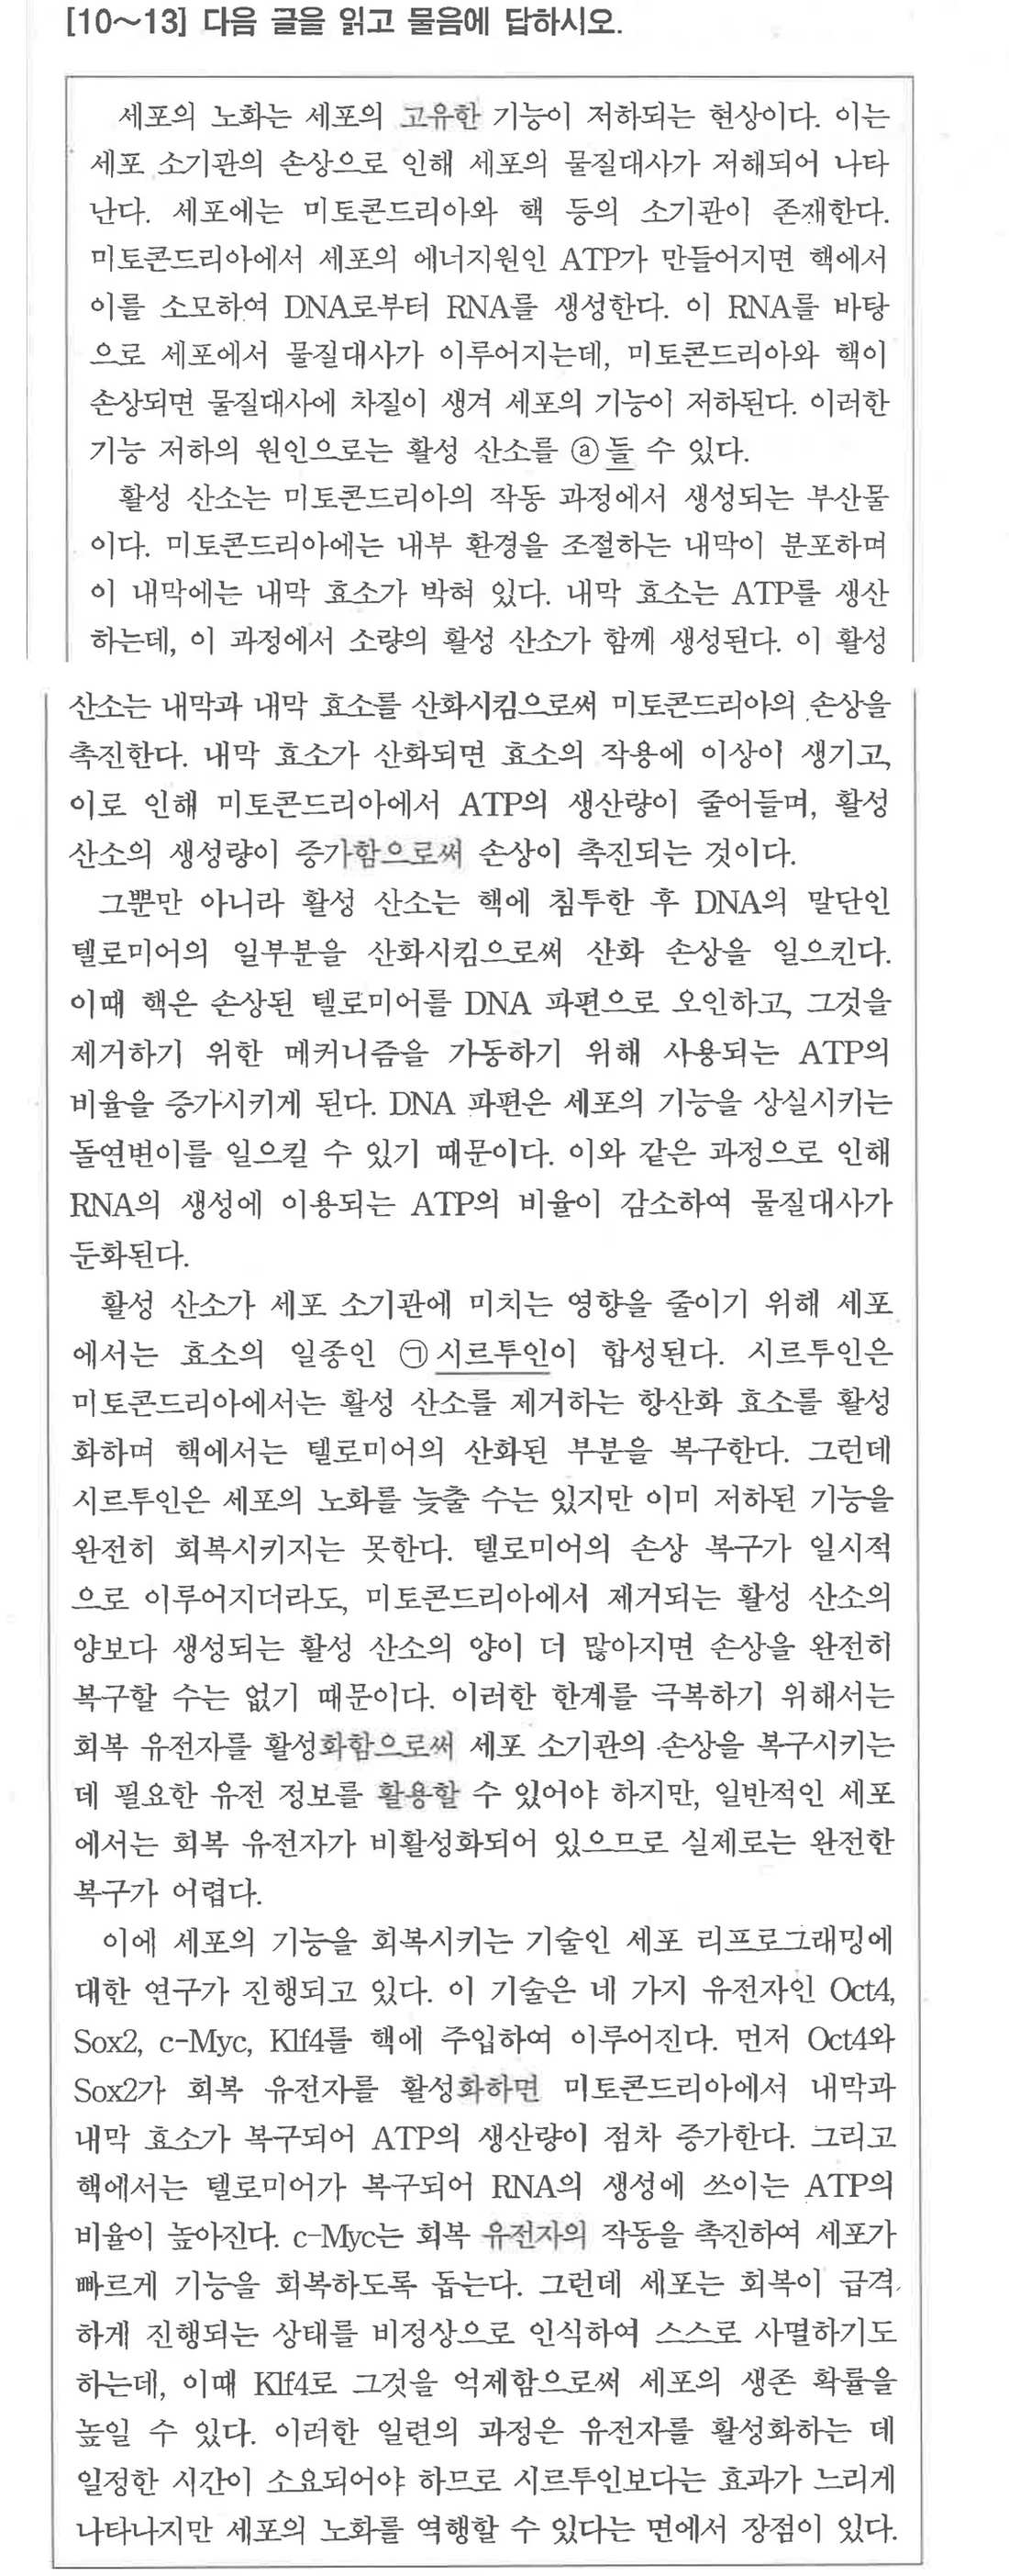 [10~13] 다음 글을 읽고 물음에 답하시오.
세포의 노화는 세포의 고유한 기능이 저하되는 현상이다. 이는
세포 소기관의 손상으로 인해 세포의 물질대사가 저해되어 나타
난다. 세포에는 미토콘드리아와 핵 등의 소기관이 존재한다.
미토콘드리아에서 세포의 에너지원인 ATP가 만들어지면 핵에서
이를 소모하여 DNA로부터 RNA를 생성한다. 이 RNA를 바탕
으로 세포에서 물질대사가 이루어지는데, 미토콘드리아와 핵이
손상되면 물질대사에 차질이 생겨 세포의 기능이 저하된다. 이러한
기능 저하의 원인으로는 활성 산소를 ⓐ들 수 있다.
활성 산소는 미토콘드리아의 작동 과정에서 생성되는 부산물
이다. 미토콘드리아에는 내부 환경을 조절하는 내막이 분포하며
이 내막에는 내막 효소가 박혀 있다. 내막 효소는 ATP를 생산
하는데, 이 과정에서 소량의 활성 산소가 함께 생성된다. 이 활성
산소는 내막과 내막 효소를 산화시킴으로써 미토콘드리아의 손상을
촉진한다. 내막 효소가 산화되면 효소의 작용에 이상이 생기고,
이로 인해 미토콘드리아에서 ATP의 생산량이 줄어들며, 활성
산소의 생성량이 증가함으로써 손상이 촉진되는 것이다.
그뿐만 아니라 활성 산소는 핵에 침투한 후 DNA의 말단인
텔로미어의 일부분을 산화시킴으로써 산화 손상을 일으킨다.
이때 핵은 손상된 텔로미어를 DNA 파편으로 오인하고, 그것을
제거하기 위한 메커니즘을 가동하기 위해 사용되는 ATP의
비율을 증가시키게 된다. DNA 파편은 세포의 기능을 상실시키는
돌연변이를 일으킬 수 있기 때문이다. 이와 같은 과정으로 인해
RNA의 생성에 이용되는 ATP의 비율이 감소하여 물질대사가
둔화된다.
활성 산소가 세포 소기관에 미치는 영향을 줄이기 위해 세포
에서는 효소의 일종인 ㉠시르투인이 합성된다. 시르투인은
미토콘드리아에서는 활성 산소를 제거하는 항산화 효소를 활성
화하며 핵에서는 텔로미어의 산화된 부분을 복구한다. 그런데
시르투인은 세포의 노화를 늦출 수는 있지만 이미 저하된 기능을
완전히 회복시키지는 못한다. 텔로미어의 손상 복구가 일시적
으로 이루어지더라도, 미토콘드리아에서 제거되는 활성 산소의
양보다 생성되는 활성 산소의 양이 더 많아지면 손상을 완전히
복구할 수는 없기 때문이다. 이러한 한계를 극복하기 위해서는
회복 유전자를 활성화함으로써 세포 소기관의 손상을 복구시키는
데 필요한 유전 정보를 활용할 수 있어야 하지만, 일반적인 세포
에서는 회복 유전자가 비활성화되어 있으므로 실제로는 완전한
복구가 어렵다.
이에 세포의 기능을 회복시키는 기술인 세포 리프로그래밍에
대한 연구가 진행되고 있다. 이 기술은 네 가지 유전자인 Oct4,
Sox2, c-Myc, Klf4를 핵에 주입하여 이루어진다. 먼저 Oct4와
Sox2가 회복 유전자를 활성화하면 미토콘드리아에서 내막과
내막 효소가 복구되어 ATP의 생산량이 점차 증가한다. 그리고
핵에서는 텔로미어가 복구되어 RNA의 생성에 쓰이는 ATP의
비율이 높아진다. c-Myc는 회복 유전자의 작동을 촉진하여 세포가
빠르게 기능을 회복하도록 돕는다. 그런데 세포는 회복이 급격
하게 진행되는 상태를 비정상으로 인식하여 스스로 사멸하기도
하는데, 이때 Klf4로 그것을 억제함으로써 세포의 생존 확률을
높일 수 있다. 이러한 일련의 과정은 유전자를 활성화하는 데
일정한 시간이 소요되어야 하므로 시르투인보다는 효과가 느리게
나타나지만 세포의 노화를 역행할 수 있다는 면에서 장점이 있다.